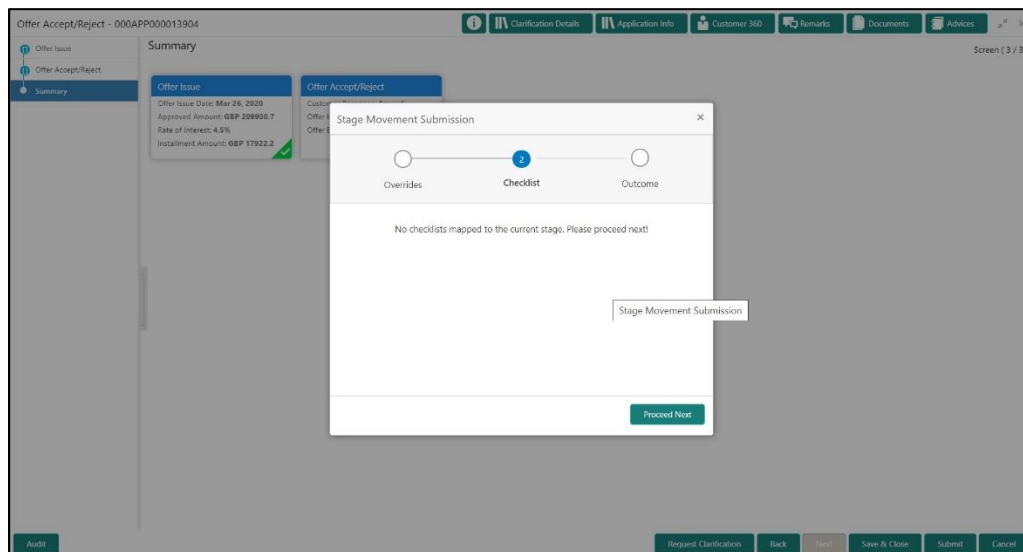 Offer Accept/Reject - 000APP000013904
Clarification Details
Application Info
Customer 360
Remarks
Documents
Advices
Offer Issue
Offer Accept/Reject
Summary
Summary
Screen ( 3 / 3
Offer Issue
Offer Issue Date: Mar 26, 2020
Approved Amount: GBP 209908.7
Rate of Interest: 4.5%
Installment Amount: GBP 17922.2
Offer Accept/Reject
Offer
Offer
Stage Movement Submission
2
Overrides
Checklist
Outcome
No checklists mapped to the current stage. Please proceed next!
Stage Movement Submission
Proceed Next
Audit
Request Clarification
Back
Next
Save & Close
Submit
Cancel